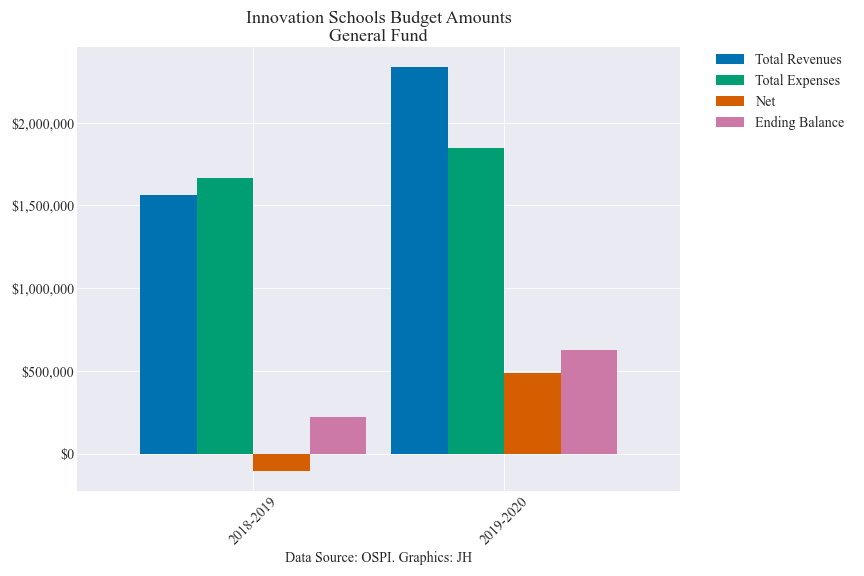 Innovation Schools Budget Amounts
General Fund
Total Revenues
Total Expenses
Net
Ending Balance
$2,000,000
$1,500,000
$1,000,000
$500,000
$0
2018-2019
2019-2020
Data Source: OSPI. Graphics: JH